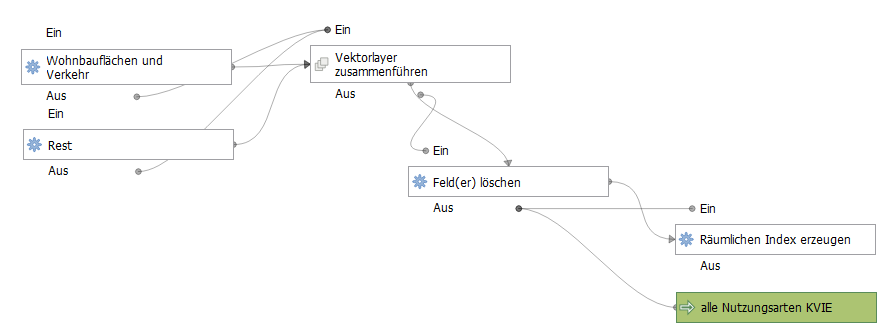 Ein
Wohnbauflächen und
Verkehr
Aus
Ein
Rest
Aus
Ein
Vektorlayer
zusammenführen
Aus
Ein
Feld(er) löschen
Aus
Ein
Räumlichen Index erzeugen
Aus
alle Nutzungsarten KVIE